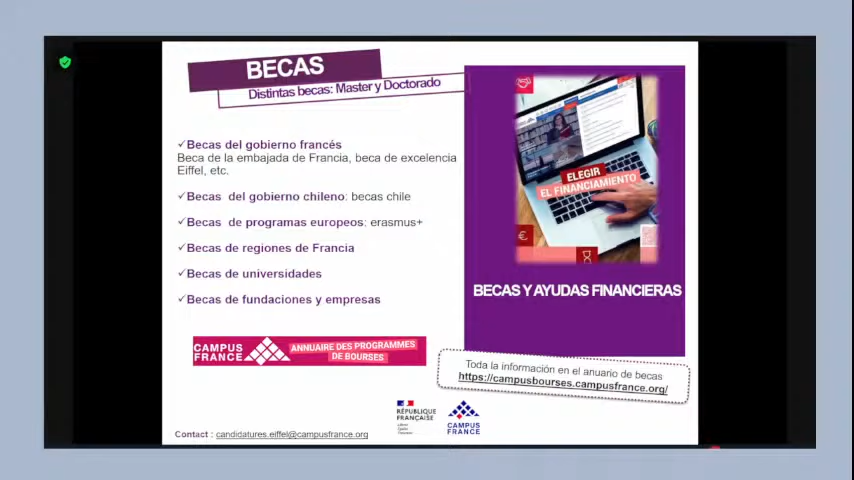 BECAS
Distintas becas: Master y Doctorado
✓Becas del gobierno francés
Beca de la embajada de Francia, beca de excelencia
Eiffel, etc.
✓Becas del gobierno chileno: becas chile
✓Becas de programas europeos: erasmus+
✓Becas de regiones de Francia
✓Becas de universidades
✓Becas de fundaciones y empresas
CAMPUS
FRANCE
ANNUAIRE DES PROGRAMMES
DE BOURSES
ELEGIR
EL FINANCIAMIENTO
€
BECAS Y AYUDAS FINANCIERAS
Toda la información en el anuario de becas
https://campusbourses.campusfrance.org/
RÉPUBLIQUE
FRANÇAISE
CAMPUS
FRANCE
Contact : candidatures.eiffel@campusfrance.org